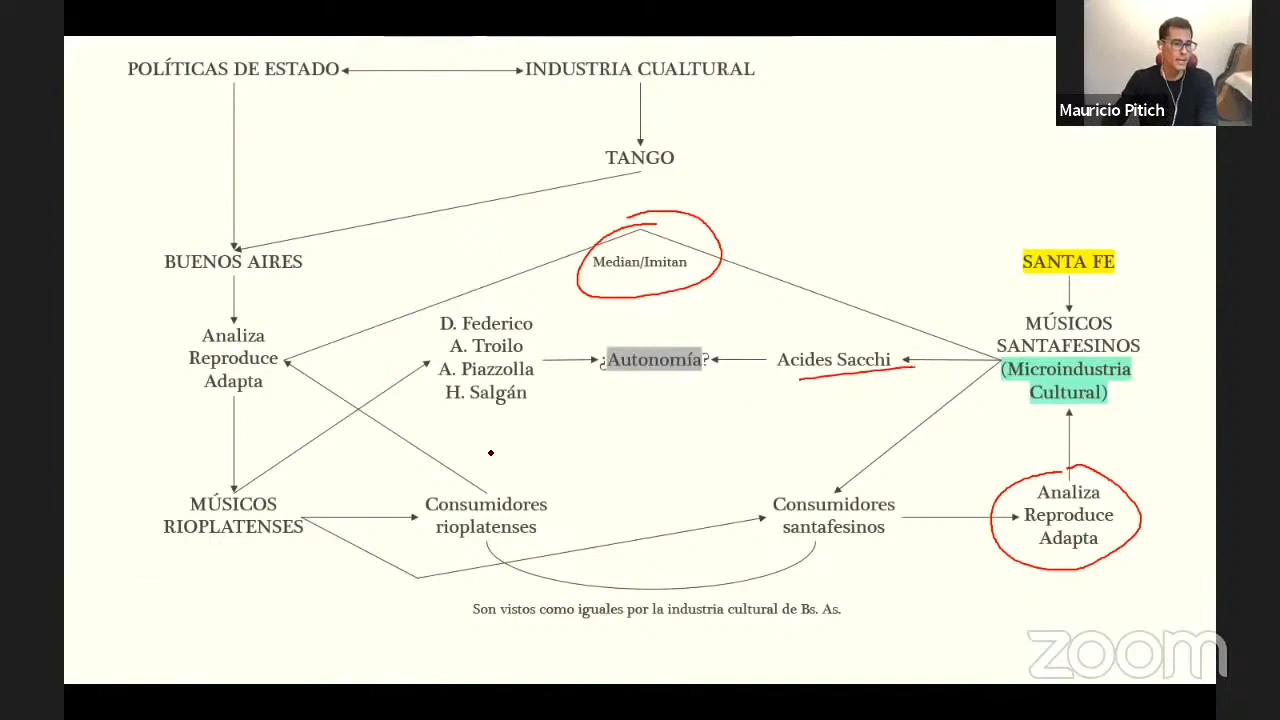 POLÍTICAS DE ESTADO
INDUSTRIA CUALTURAL
Mauricio Pitich
TANGO
BUENOS AIRES
Median/Imitan
SANTA FE
Analiza
Reproduce
Adapta
D. Federico
A. Troilo
A. Piazzolla
H. Salgán
¿Autonomía?
Acides Sacchi
MÚSICOS
SANTAFESINOS
(Microindustria
Cultural)
MÚSICOS
RIOPLATENSES
Consumidores
rioplatenses
Consumidores
santafesinos
Analiza
Reproduce
Adapta
Son vistos como iguales por la industria cultural de Bs. As.
zoom